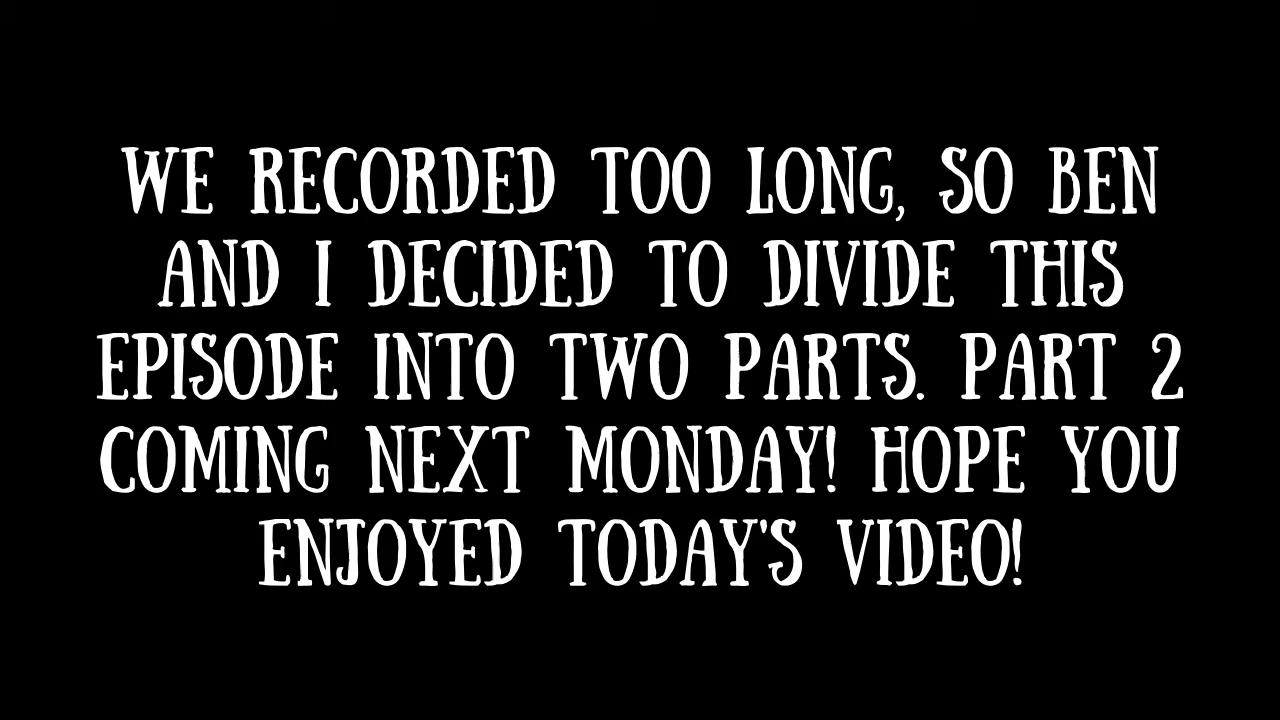 WE RECORDED TOO LONG, SO BEN
AND I DECIDED TO DIVIDE THIS
EPISODE INTO TWO PARTS. PART 2
COMING NEXT MONDAY! HOPE YOU
ENJOYED TODAY'S VIDEO!